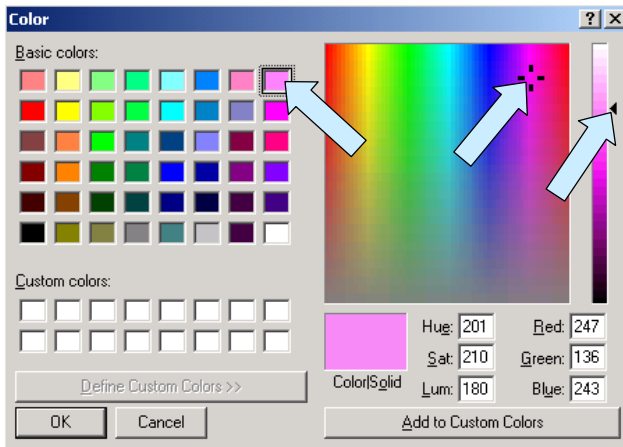 Color
Basic colors:
Custom colors:
Define Custom Colors >>
OK Cancel
Color|Solid
Hue: 201 Red: 247
Sat: 210 Green: 136
Lum: 180 Blue: 243
Add to Custom Colors